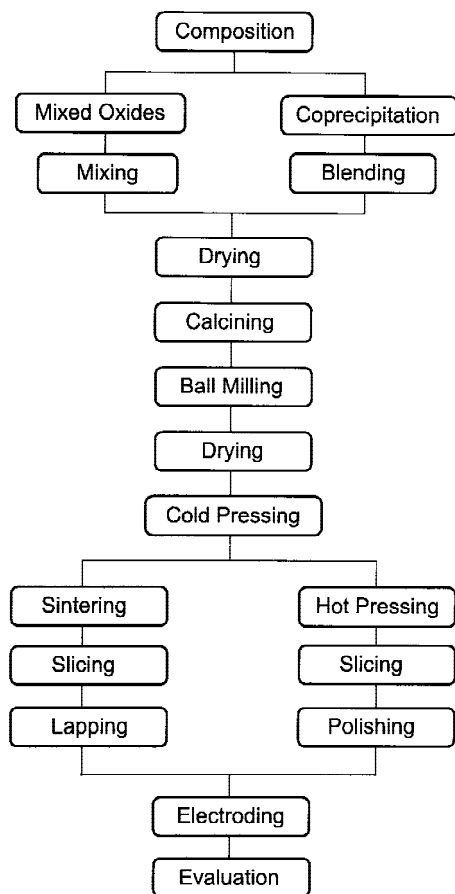 Composition
Mixed Oxides
Coprecipitation
Mixing
Blending
Drying
Calcining
Ball Milling
Drying
Cold Pressing
Sintering
Hot Pressing
Slicing
Slicing
Lapping
Polishing
Electroding
Evaluation